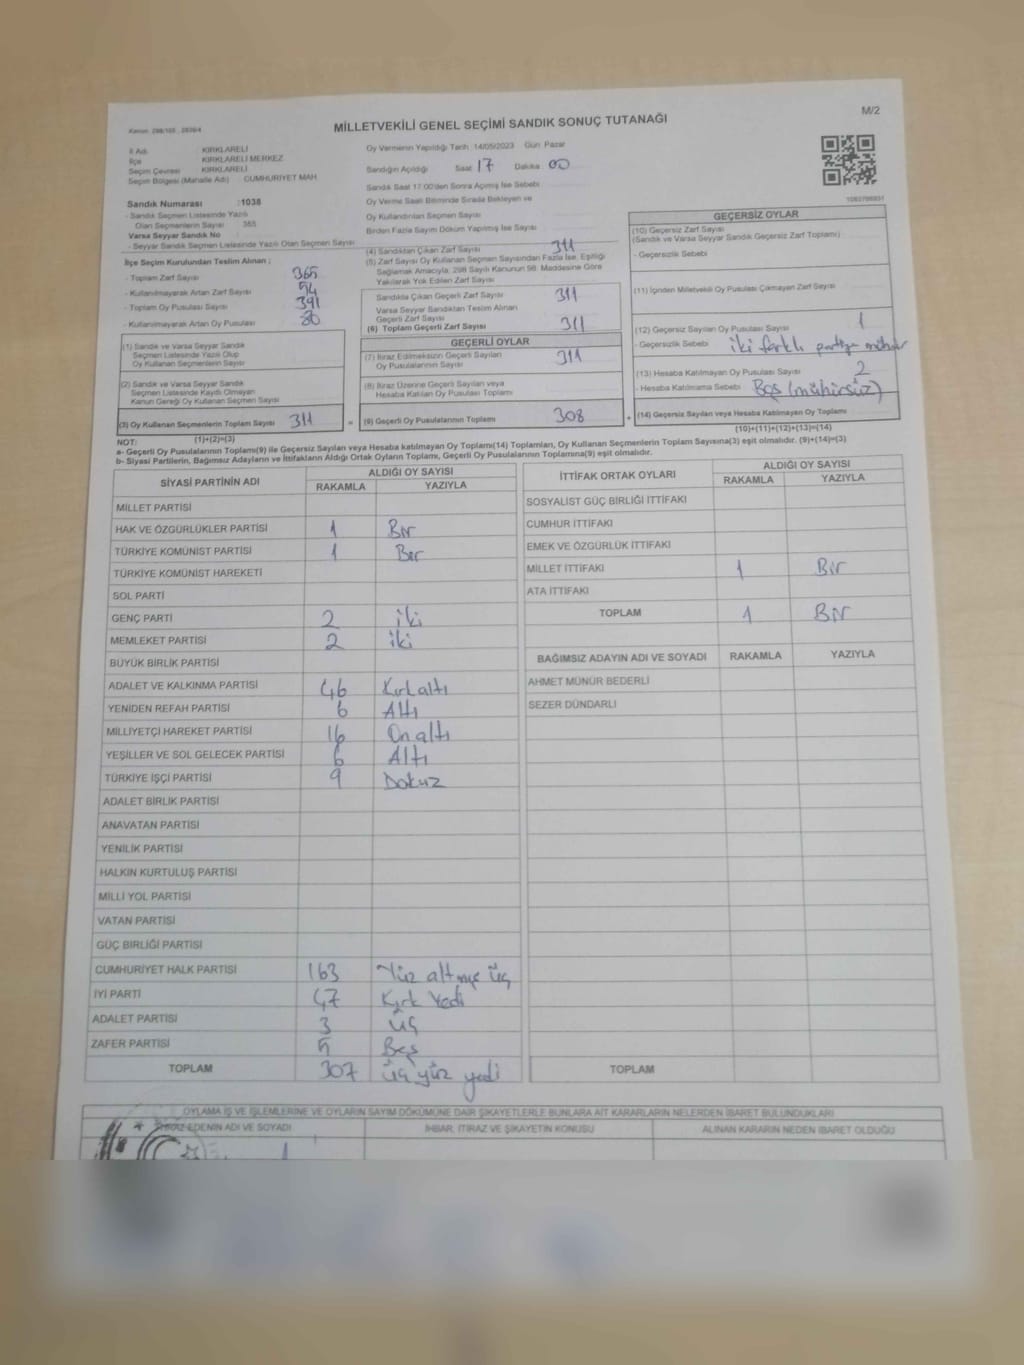 M/2
Kanun: 298/105 , 2839/4
MİLLETVEKİLİ GENEL SEÇİMİ SANDIK SONUÇ TUTANAĞI
İl Adı KIRKLARELİ
İlçe KIRKLARELİ MERKEZ
Seçim Çevresi KIRKLARELİ
Seçim Bölgesi (Mahalle Adı) CUMHURİYET MAH.
Sandık Numarası :1038
- Sandık Seçmen Listesinde Yazılı
Olan Seçmenlerin Sayısı 365
Varsa Seyyar Sandık No
- Seyyar Sandık Seçmen Listesinde Yazılı Olan Seçmen Sayısı
İlçe Seçim Kurulundan Teslim Alınan ;
- Toplam Zarf Sayısı 365
- Kullanılmayarak Artan Zarf Sayısı 54
- Toplam Oy Pusulası Sayısı 391
- Kullanılmayarak Artan Oy Pusulası 80
(1) Sandık ve Varsa Seyyar Sandık
Seçmen Listesinde Yazılı Olup
Oy Kullanan Seçmenlerin Sayısı
(2) Sandık ve Varsa Seyyar Sandık
Seçmen Listesinde Kaydı Olmayan
Kanun Gereği Oy Kullanan Seçmen Sayısı
(3) Oy Kullanan Seçmenlerin Toplam Sayısı 311
(1)+(2)=(3)
Oy Vermenin Yapıldığı Tarih :14/05/2023 Gün: Pazar
Sandığın Açıldığı Saat: 17 Dakika: 00
Sandık Saat 17.00'den Sonra Açımış İse Sebebi
Oy Verme Saati Bitiminde Sırada Bekleyen ve
Oy Kullandırılan Seçmen Sayısı
Birden Fazla Sayım Döküm Yapılmış İse Sayısı
(4) Sandıktan Çıkan Zarf Sayısı 311
(5) Zarf Sayısı Oy Kullanan Seçmen Sayısından Fazla İse, Eşitliği
Sağlamak Amacıyla, 298 Sayılı Kanunun 98. Maddesine Göre
Yakılarak Yok Edilen Zarf Sayısı
Sandıkta Çıkan Geçerli Zarf Sayısı 311
Varsa Seyyar Sandıktan Teslim Alınan
Geçerli Zarf Sayısı
(6) Toplam Geçerli Zarf Sayısı 311
GEÇERLİ OYLAR
(7) İtiraz Edilmeksizin Geçerli Sayılan
Oy Pusulalarının Sayısı 311
(8) İtiraz Üzerine Geçerli Sayılan veya
Hesaba Katılan Oy Pusulası Toplamı
= (9) Geçerli Oy Pusulalarının Toplamı 308 +
1083796931
GEÇERSİZ OYLAR
(10) Geçersiz Zarf Sayısı
(Sandık ve Varsa Seyyar Sandık Geçersiz Zarf Toplamı)
- Geçersizlik Sebebi
(11) İçinden Milletvekili Oy Pusulası Çıkmayan Zarf Sayısı
(12) Geçersiz Sayılan Oy Pusulası Sayısı 1
- Geçersizlik Sebebi iki farklı partiye mühür
(13) Hesaba Katılmayan Oy Pusulası Sayısı 2
- Hesaba Katılmama Sebebi Boş (mühürsüz)
(14) Geçersiz Sayılan veya Hesaba Katılmayan Oy Toplamı
(10)+(11)+(12)+(13)=(14)
NOT:
a- Geçerli Oy Pusulalarının Toplamı(9) ile Geçersiz Sayılan veya Hesaba katılmayan Oy Toplamı(14) Toplamları, Oy Kullanan Seçmenlerin Toplam Sayısına(3) eşit olmalıdır. (9)+(14)=(3)
b- Siyasi Partilerin, Bağımsız Adayların ve İttifakların Aldığı Ortak Oyların Toplamı, Geçerli Oy Pusulalarının Toplamına(9) eşit olmalıdır.
SİYASİ PARTİNİN ADI ALDIĞI OY SAYISI
RAKAMLA YAZIYLA
MİLLET PARTİSİ
HAK VE ÖZGÜRLÜKLER PARTİSİ 1 Bir
TÜRKİYE KOMÜNİST PARTİSİ 1 Bir
TÜRKİYE KOMÜNİST HAREKETİ
SOL PARTİ
GENÇ PARTİ 2 iki
MEMLEKET PARTİSİ 2 iki
BÜYÜK BİRLİK PARTİSİ
ADALET VE KALKINMA PARTİSİ 46 Kırkaltı
YENİDEN REFAH PARTİSİ 6 Altı
MİLLİYETÇİ HAREKET PARTİSİ 16 Onaltı
YEŞİLLER VE SOL GELECEK PARTİSİ 6 Altı
TÜRKİYE İŞÇİ PARTİSİ 9 Dokuz
ADALET BİRLİK PARTİSİ
ANAVATAN PARTİSİ
YENİLİK PARTİSİ
HALKIN KURTULUŞ PARTİSİ
MİLLİ YOL PARTİSİ
VATAN PARTİSİ
GÜÇ BİRLİĞİ PARTİSİ
CUMHURİYET HALK PARTİSİ 163 Yüz altmış üç
İYİ PARTİ 47 Kırk Yedi
ADALET PARTİSİ 3 Üç
ZAFER PARTİSİ 5 Beş
TOPLAM 307 üç yüz yedi
İTTİFAK ORTAK OYLARI ALDIĞI OY SAYISI
RAKAMLA YAZIYLA
SOSYALİST GÜÇ BİRLİĞİ İTTİFAKI
CUMHUR İTTİFAKI
EMEK VE ÖZGÜRLÜK İTTİFAKI
MİLLET İTTİFAKI 1 Bir
ATA İTTİFAKI
TOPLAM 1 Bir
BAĞIMSIZ ADAYIN ADI VE SOYADI RAKAMLA YAZIYLA
AHMET MÜNÜR BEDERLİ
SEZER DÜNDARLI
TOPLAM
OYLAMA İŞ VE İŞLEMLERİNE VE OYLARIN SAYIM DÖKÜMÜNE DAİR ŞİKAYETLERLE BUNLARA AİT KARARLARIN NELERDEN İBARET BULUNDUKLARI
İTİRAZ EDENİN ADI VE SOYADI İHBAR, İTİRAZ VE ŞİKAYETİN KONUSU ALINAN KARARIN NEDEN İBARET OLDUĞU